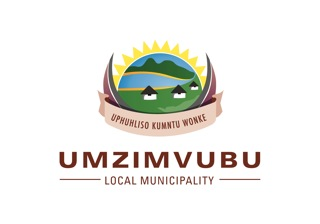 UPHUHLISO KUMNTU WONKE
UMZIMVUBU
LOCAL MUNICIPALITY